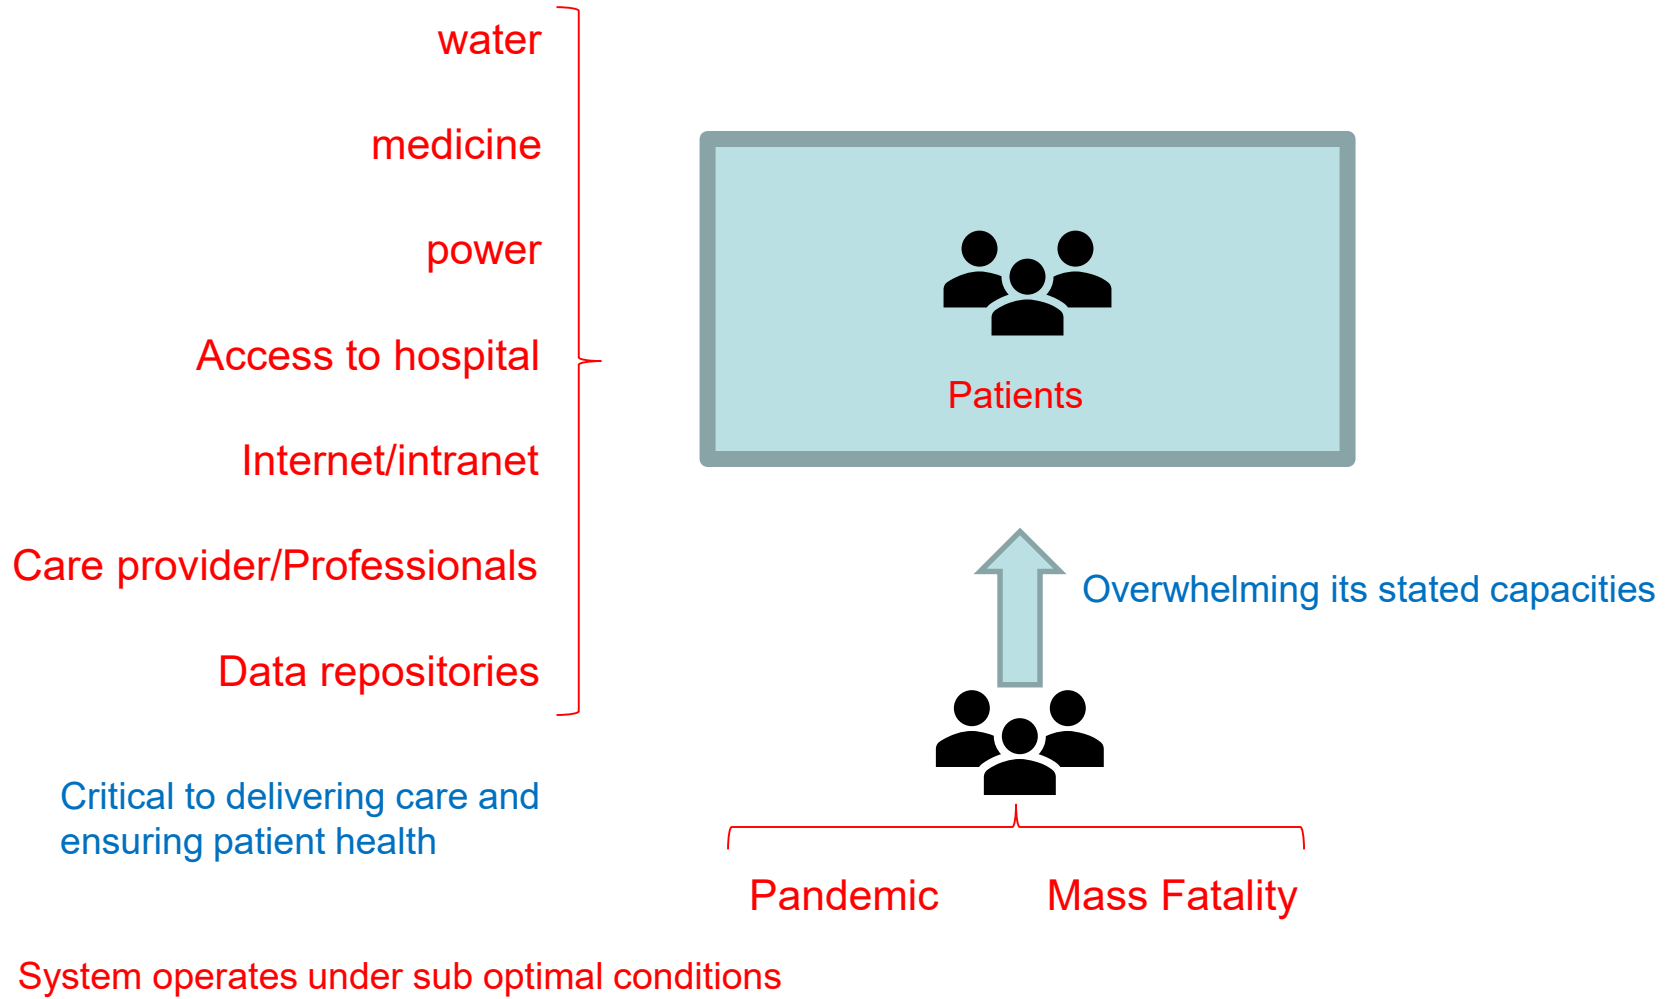 water
medicine
power
Access to hospital
Internet/intranet
Care provider/Professionals
Data repositories
Critical to delivering care and
ensuring patient health
Patients
Overwhelming its stated capacities
Pandemic
Mass Fatality
System operates under sub optimal conditions